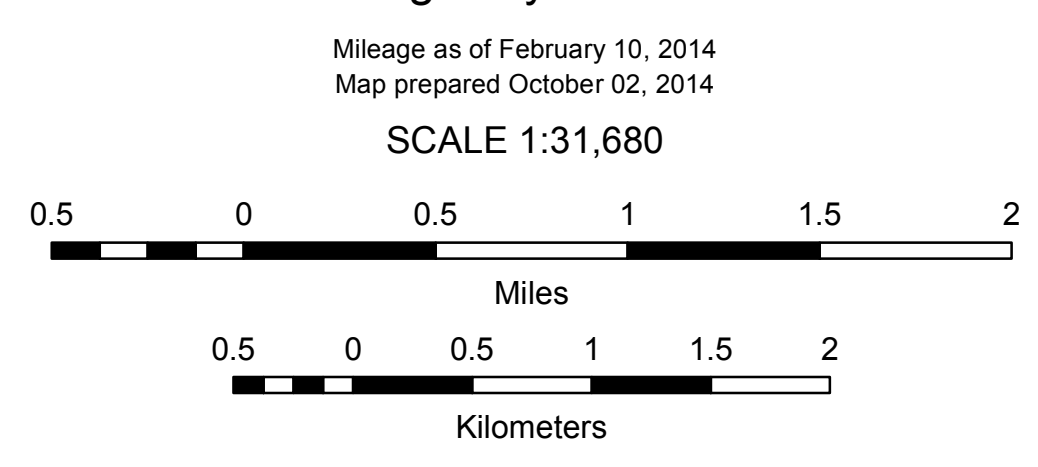 Mileage as of February 10, 2014
Map prepared October 02, 2014
SCALE 1:31,680
0.5 0 0.5 1 1.5 2
Miles
0.5 0 0.5 1 1.5 2
Kilometers